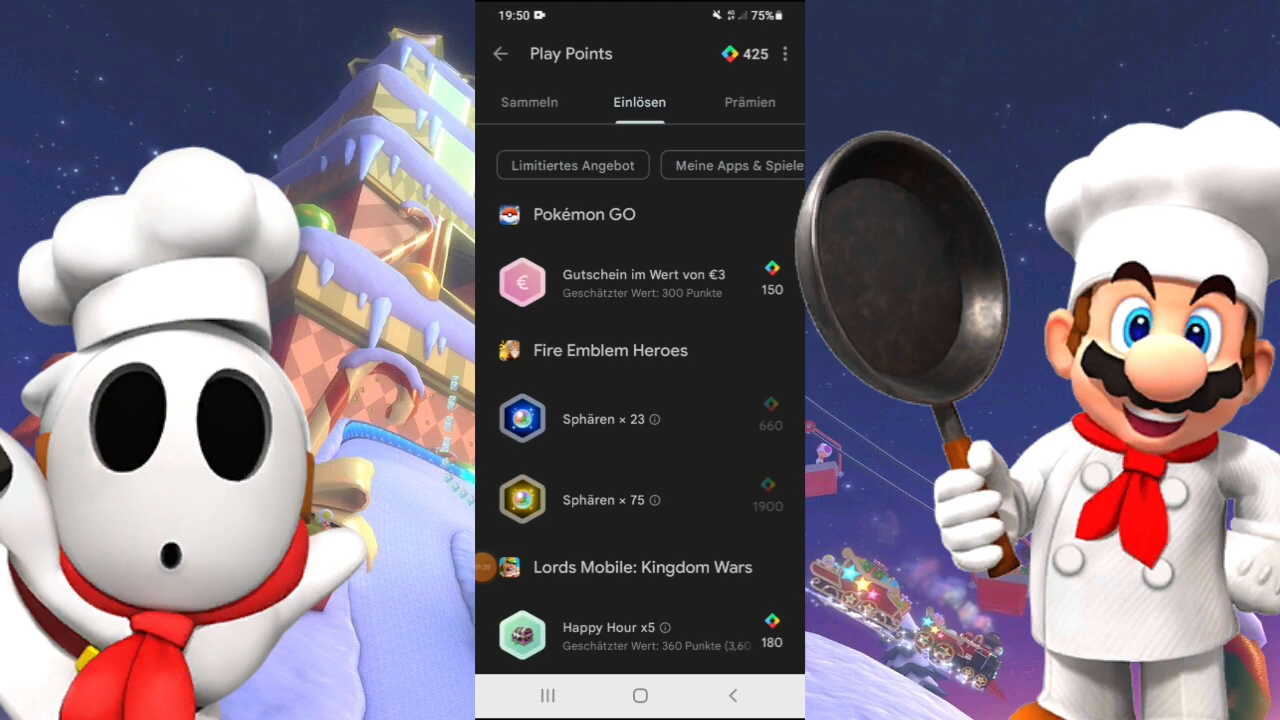 19:50 75%
Play Points 425
Sammeln Einlösen Prämien
Limitiertes Angebot Meine Apps & Spiele
Pokémon GO
Gutschein im Wert von €3
Geschätzter Wert: 300 Punkte
150
Fire Emblem Heroes
Sphären × 23
660
Sphären × 75
1900
Lords Mobile: Kingdom Wars
Happy Hour x5
Geschätzter Wert: 360 Punkte (3,60
180